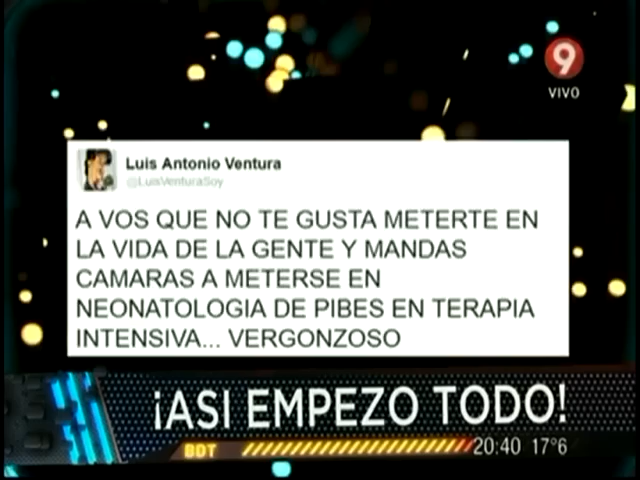 9
VIVO
Luis Antonio Ventura
@LuisVenturaSoy
A VOS QUE NO TE GUSTA METERTE EN
LA VIDA DE LA GENTE Y MANDAS
CAMARAS A METERSE EN
NEONATOLOGIA DE PIBES EN TERAPIA
INTENSIVA... VERGONZOSO
¡ASI EMPEZO TODO!
BDT
20:40 17°6